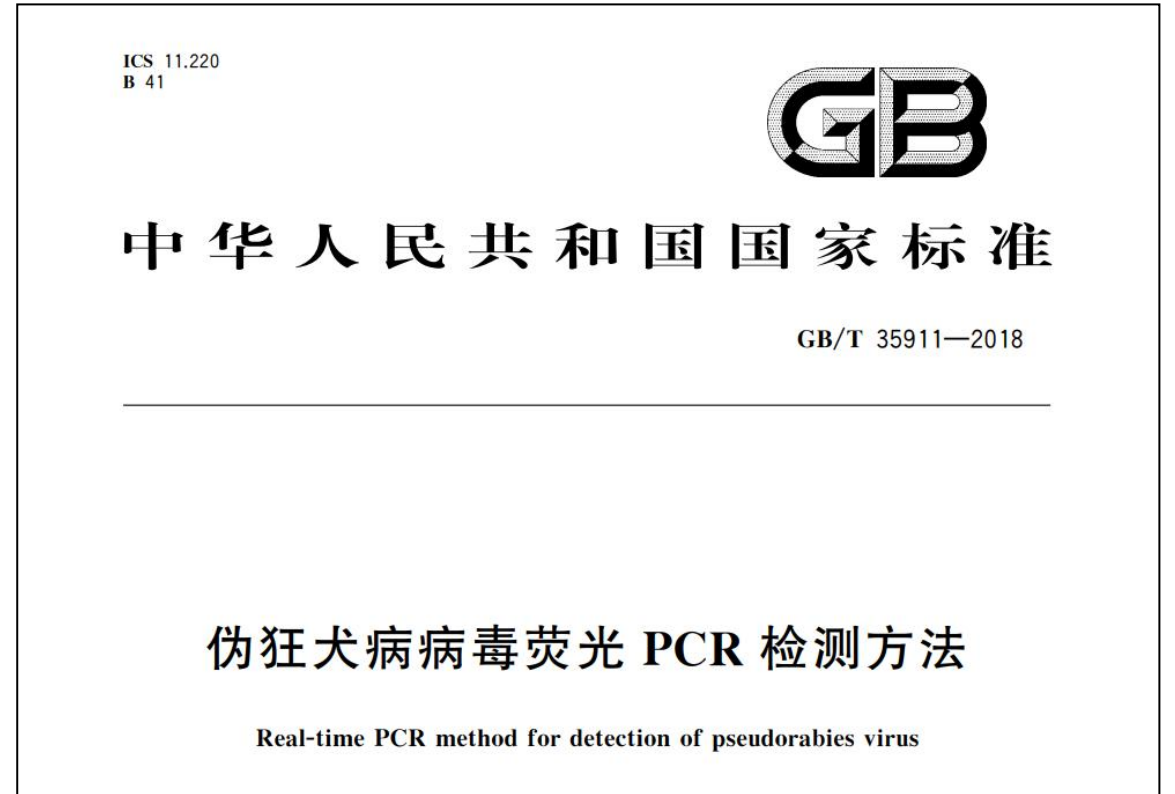 ICS 11.220
B 41
GB
中华人民共和国国家标准
GB/T 35911—2018
伪狂犬病病毒荧光 PCR 检测方法
Real-time PCR method for detection of pseudorabies virus